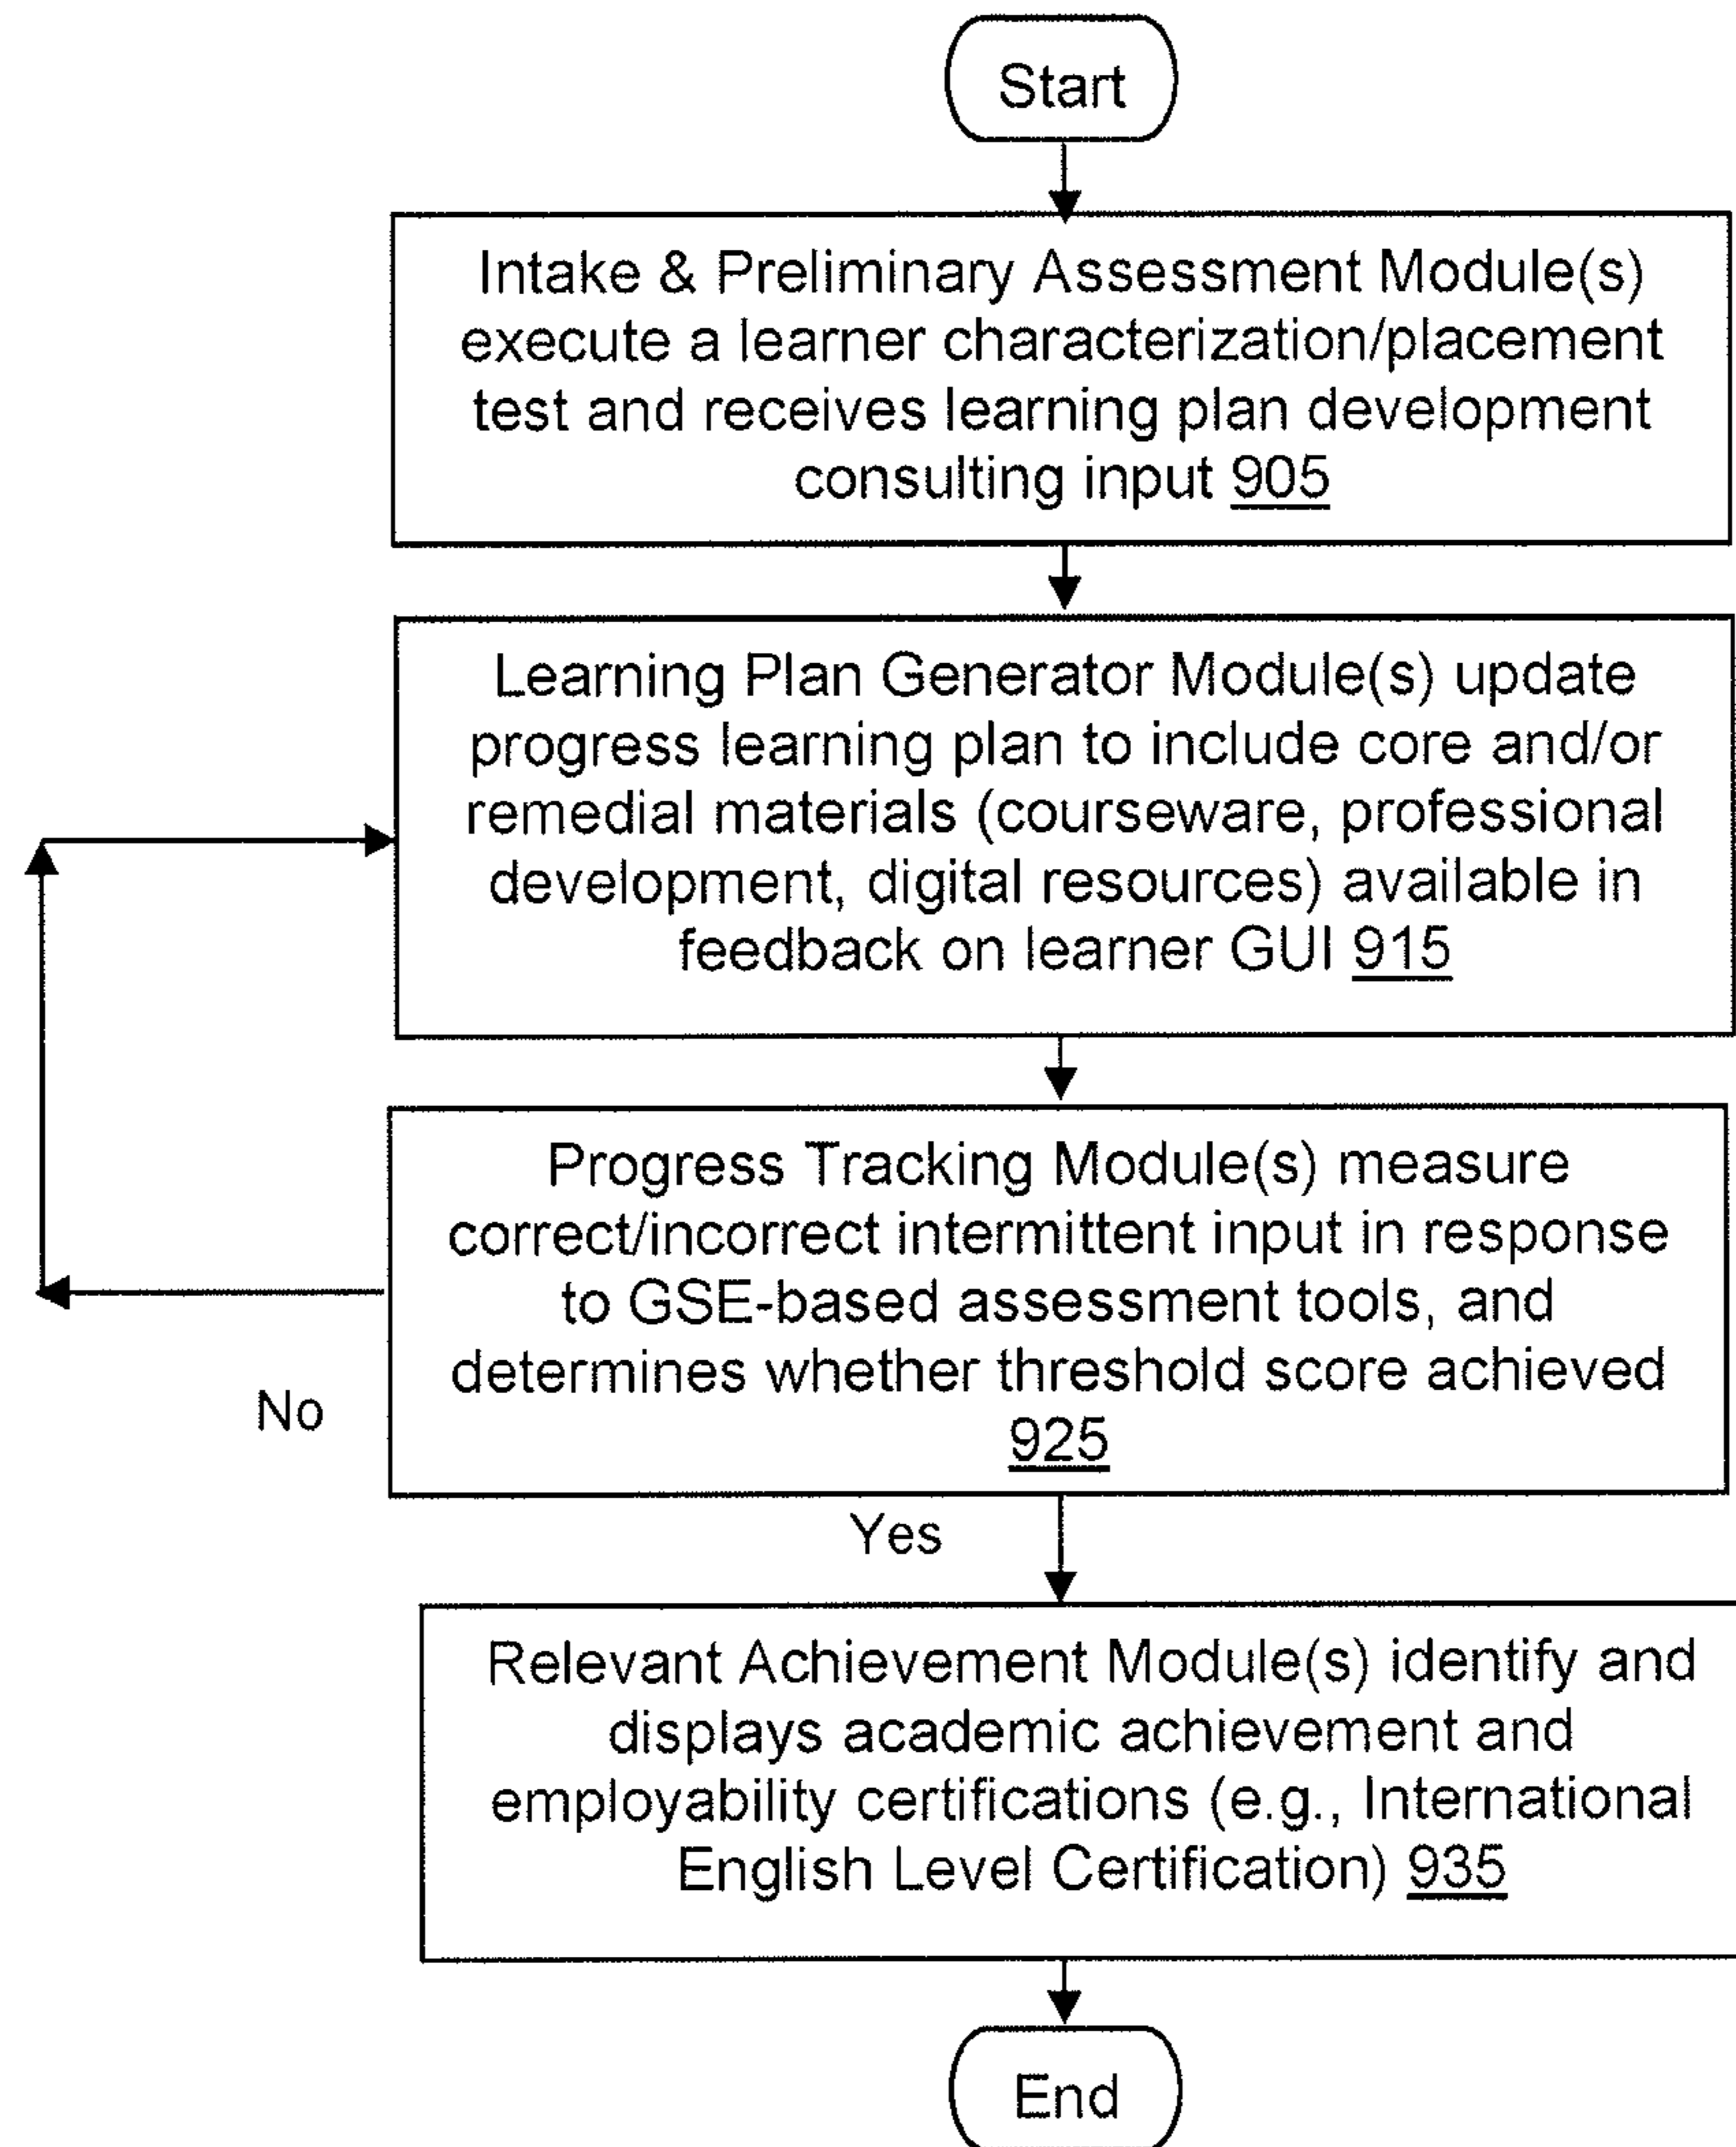 Start
Intake & Preliminary Assessment Module(s)
execute a learner characterization/placement
test and receives learning plan development
consulting input 905
Learning Plan Generator Module(s) update
progress learning plan to include core and/or
remedial materials (courseware, professional
development, digital resources) available in
feedback on learner GUI 915
Progress Tracking Module(s) measure
correct/incorrect intermittent input in response
to GSE-based assessment tools, and
determines whether threshold score achieved
925
No
Yes
Relevant Achievement Module(s) identify and
displays academic achievement and
employability certifications (e.g., International
English Level Certification) 935
End